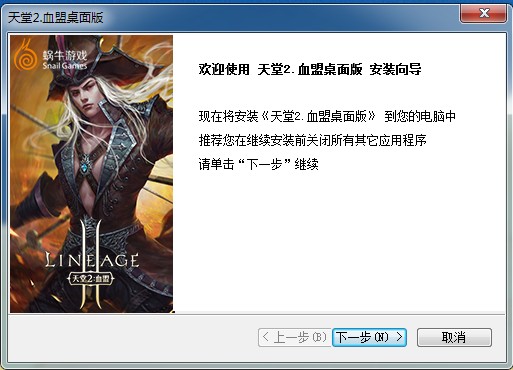 天堂2.血盟桌面版
蜗牛游戏
Snail Games
欢迎使用 天堂2.血盟桌面版 安装向导
现在将安装《天堂2.血盟桌面版》 到您的电脑中
推荐您在继续安装前关闭所有其它应用程序
请单击“下一步”继续
II
LINEAGE
天堂2:血盟
< 上一步(B)
下一步(N) >
取消